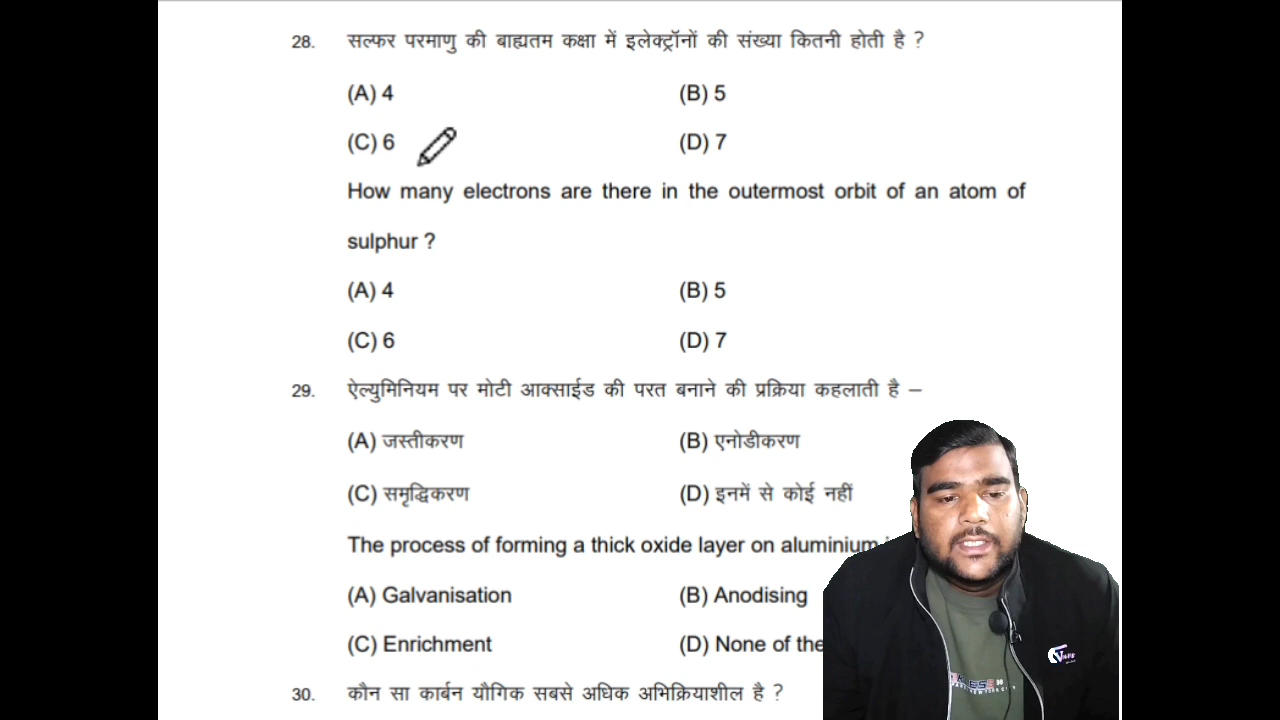 28. सल्फर परमाणु की बाह्यतम कक्षा में इलेक्ट्रॉनों की संख्या कितनी होती है ?
(A) 4 (B) 5
(C) 6 (D) 7
How many electrons are there in the outermost orbit of an atom of
sulphur ?
(A) 4 (B) 5
(C) 6 (D) 7
29. ऐल्युमिनियम पर मोटी आक्साईड की परत बनाने की प्रक्रिया कहलाती है –
(A) जस्तीकरण (B) एनोडीकरण
(C) समृद्धिकरण (D) इनमें से कोई नहीं
The process of forming a thick oxide layer on aluminium
(A) Galvanisation (B) Anodising
(C) Enrichment (D) None of the
30. कौन सा कार्बन यौगिक सबसे अधिक अभिक्रियाशील है ?